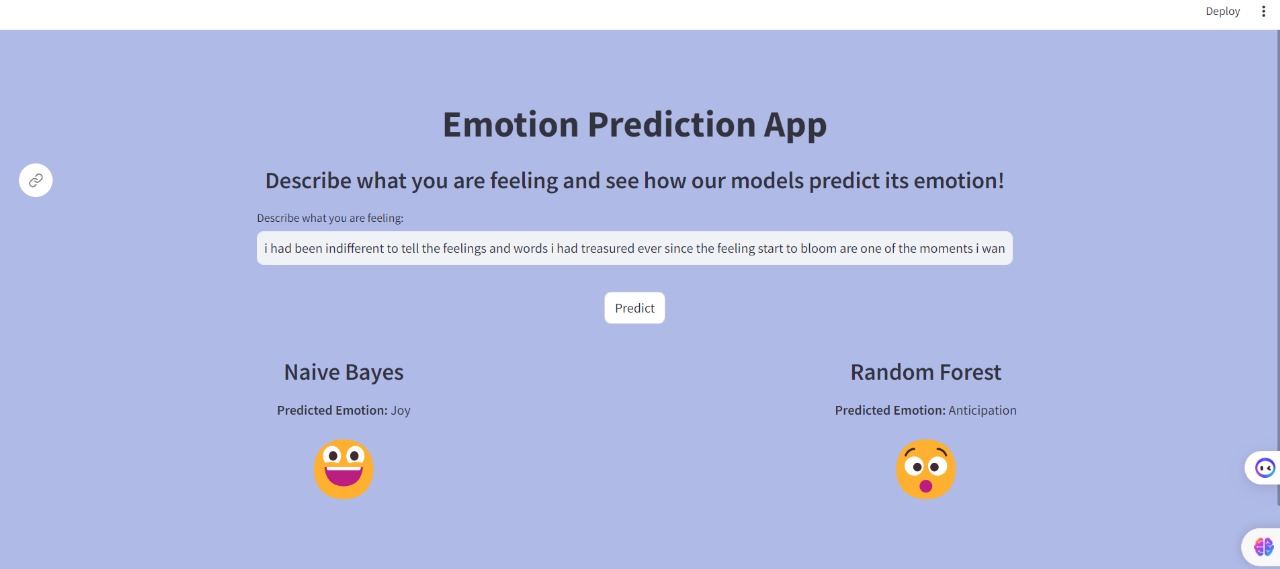 Deploy
Emotion Prediction App
Describe what you are feeling and see how our models predict its emotion!
Describe what you are feeling:
i had been indifferent to tell the feelings and words i had treasured ever since the feeling start to bloom are one of the moments i wan
Predict
Naive Bayes
Random Forest
Predicted Emotion: Joy
Predicted Emotion: Anticipation